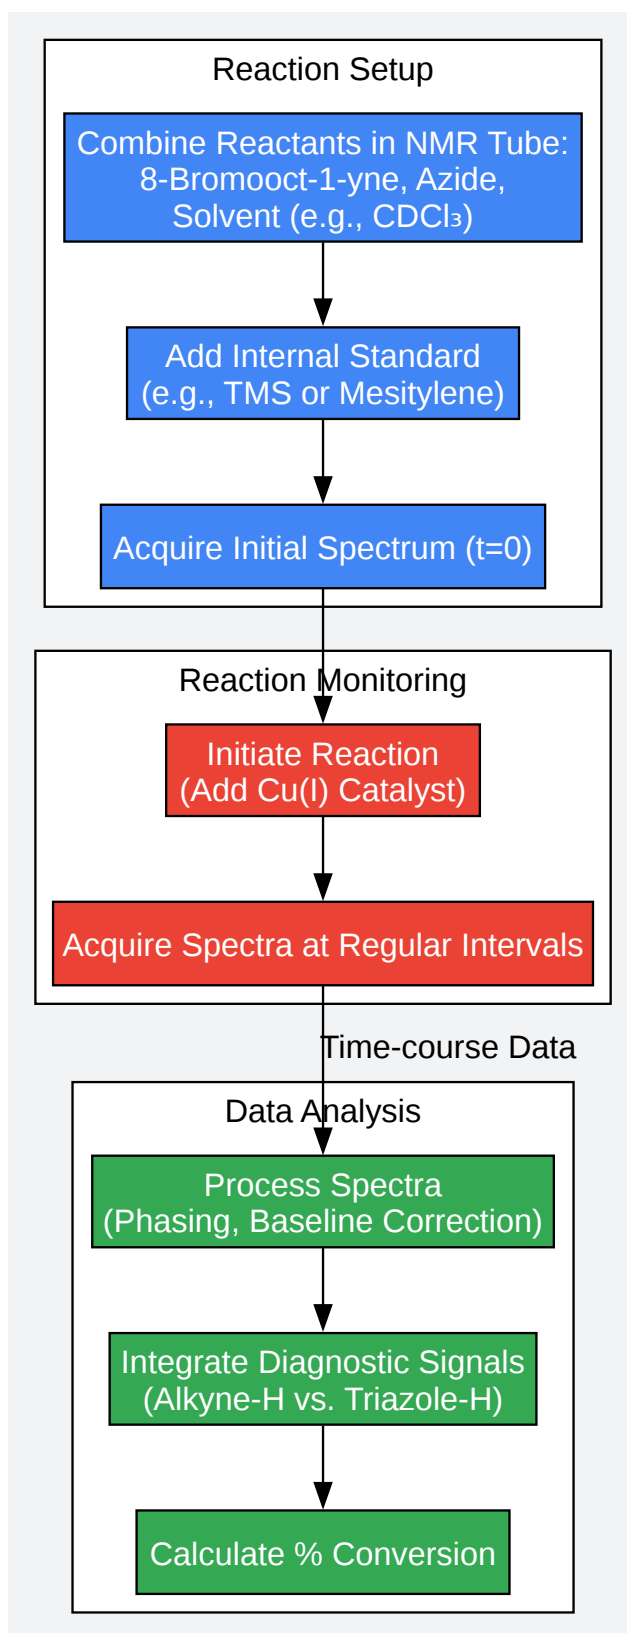 Reaction Setup
Combine Reactants in NMR Tube:
8-Bromooct-1-yne, Azide,
Solvent (e.g., CDCl₃)
Add Internal Standard
(e.g., TMS or Mesitylene)
Acquire Initial Spectrum (t=0)
Reaction Monitoring
Initiate Reaction
(Add Cu(I) Catalyst)
Acquire Spectra at Regular Intervals
Time-course Data
Data Analysis
Process Spectra
(Phasing, Baseline Correction)
Integrate Diagnostic Signals
(Alkyne-H vs. Triazole-H)
Calculate % Conversion